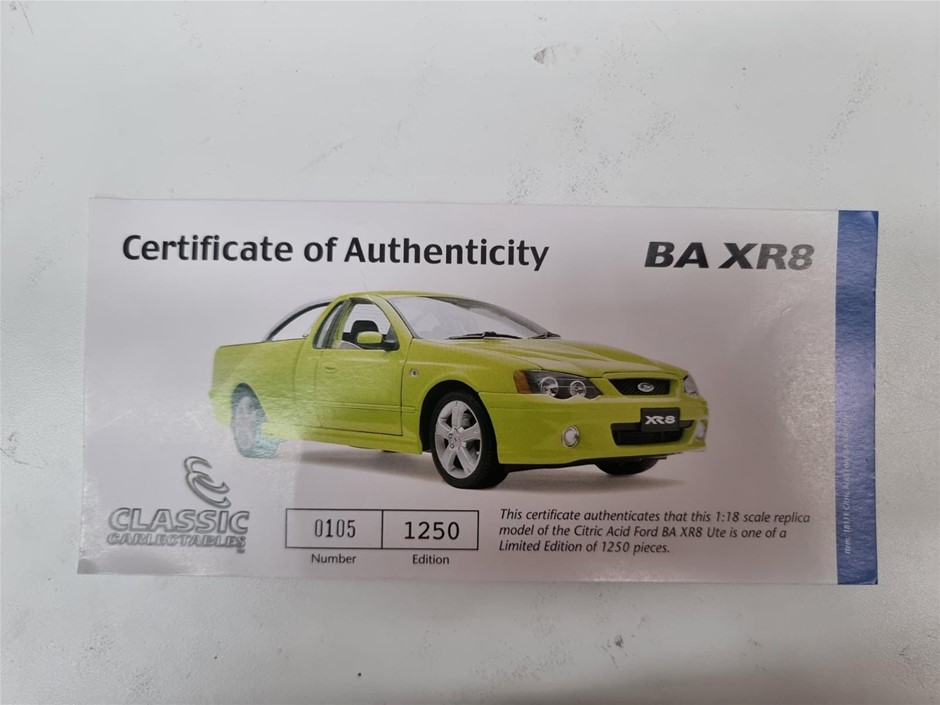 Certificate of Authenticity
BA XR8
XR8
CLASSIC
CARLECTABLES
0105
1250
Number
Edition
This certificate authenticates that this 1:18 scale replica
model of the Citric Acid Ford BA XR8 Ute is one of a
Limited Edition of 1250 pieces.